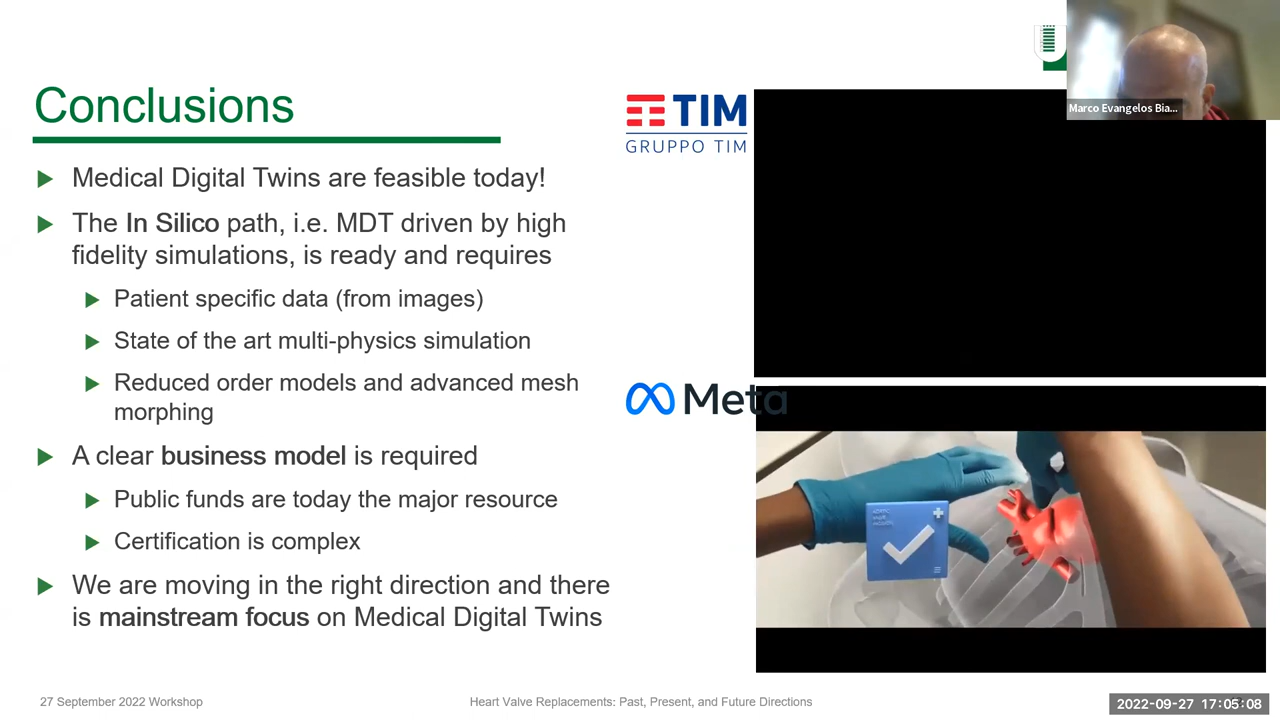 Conclusions
TIM
GRUPPO TIM
Marco Evangelos Bia...
Medical Digital Twins are feasible today!
The In Silico path, i.e. MDT driven by high
fidelity simulations, is ready and requires
Patient specific data (from images)
State of the art multi-physics simulation
Reduced order models and advanced mesh
morphing
Meta
A clear business model is required
Public funds are today the major resource
Certification is complex
We are moving in the right direction and there
is mainstream focus on Medical Digital Twins
27 September 2022 Workshop
Heart Valve Replacements: Past, Present, and Future Directions
2022-09-27 17:05:08